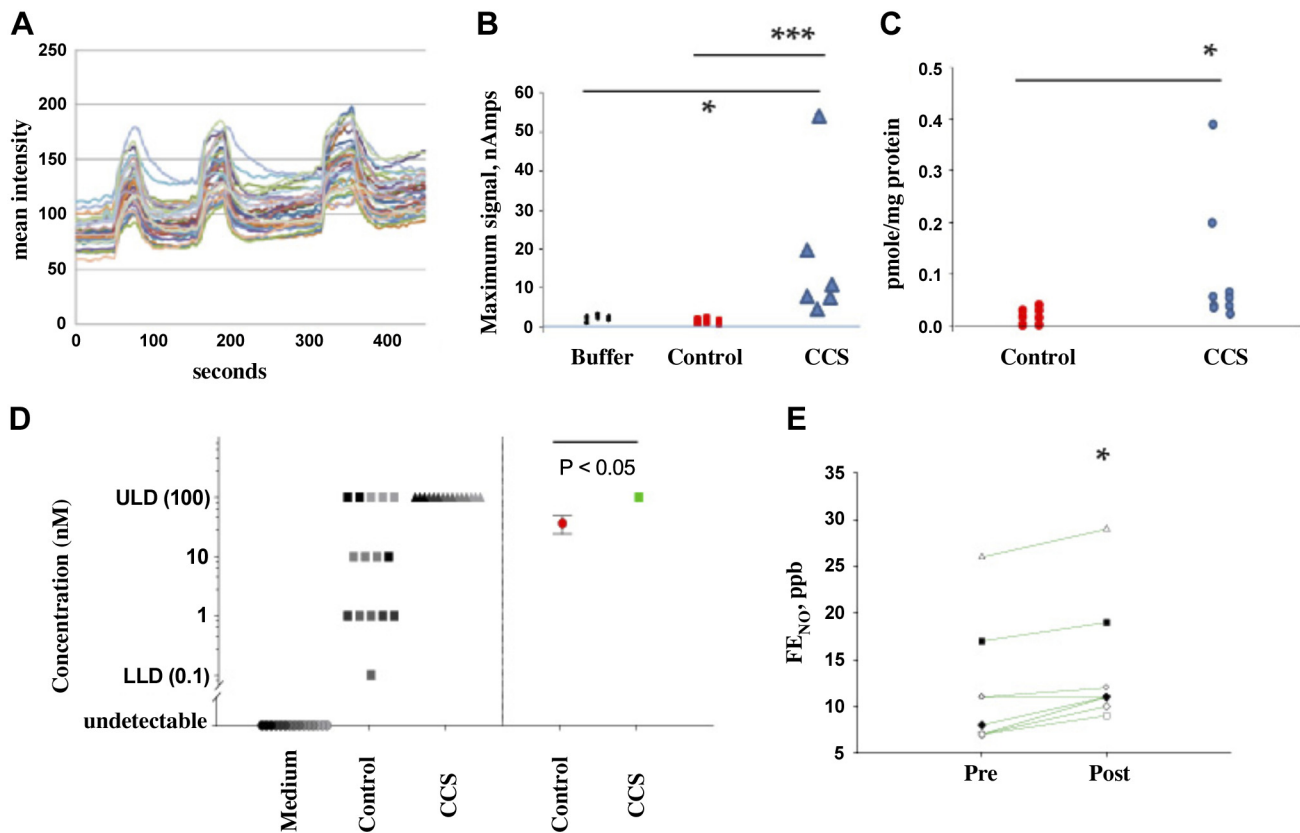 A
250
200
150
100
50
0
mean intensity
0 100 200 300 400
seconds
B
***
*
60
50
40
30
20
10
0
Maximum signal, nAmps
Buffer Control CCS
C
*
0.5
0.4
0.3
0.2
0.1
0.0
pmole/mg protein
Control CCS
D
P < 0.05
Concentration (nM)
ULD (100)
10
1
LLD (0.1)
undetectable
Medium
Control
CCS
Control
CCS
E
*
35
30
25
20
15
10
5
FENO, ppb
Pre Post